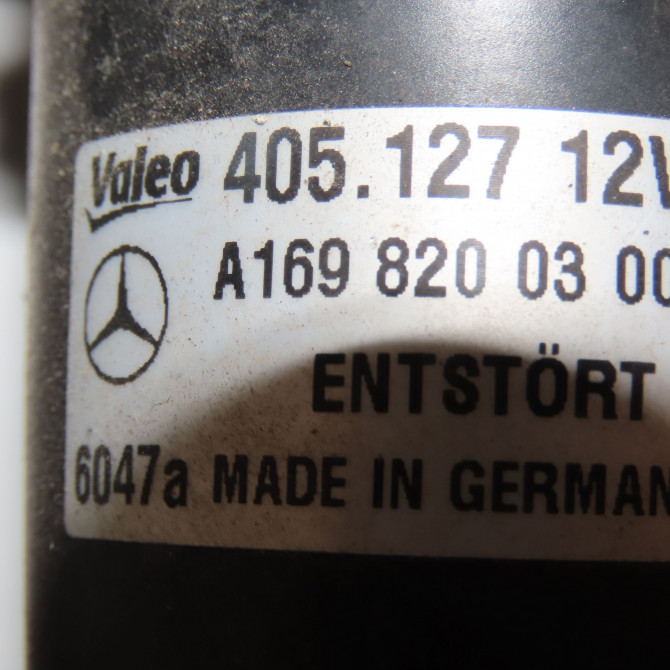 Valeo 405.127 12V
A169 820 03 00
ENTSTÖRT
6047a MADE IN GERMAN